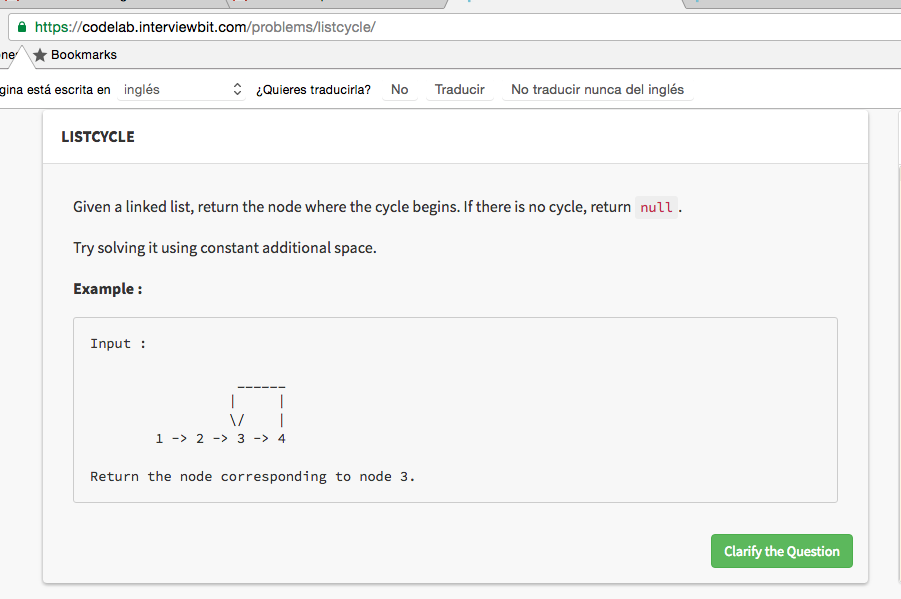 https://codelab.interviewbit.com/problems/listcycle/
Bookmarks
gina está escrita en inglés ¿Quieres traducirla? No Traducir No traducir nunca del inglés
LISTCYCLE
Given a linked list, return the node where the cycle begins. If there is no cycle, return null.
Try solving it using constant additional space.
Example :
Input :
______
|     |
\/    |
1 -> 2 -> 3 -> 4
Return the node corresponding to node 3.
Clarify the Question